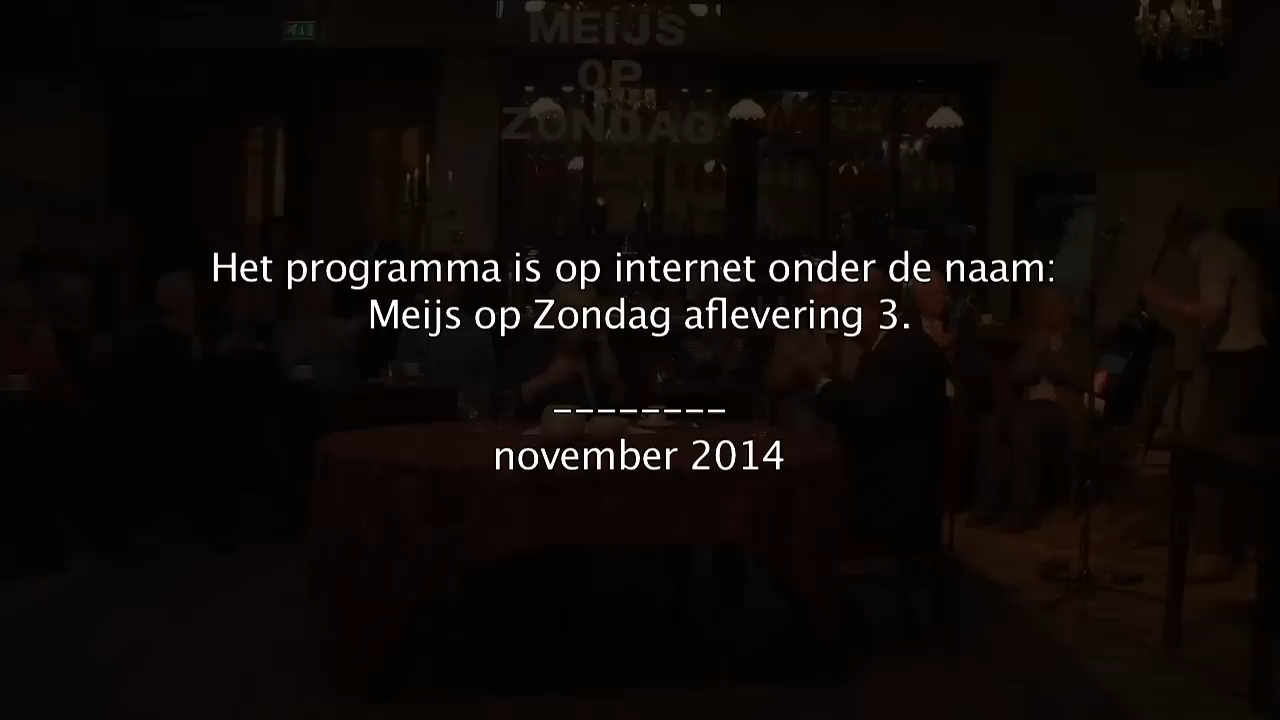 MEIJS
OP
ZONDAG
Het programma is op internet onder de naam:
Meijs op Zondag aflevering 3.
--------
november 2014